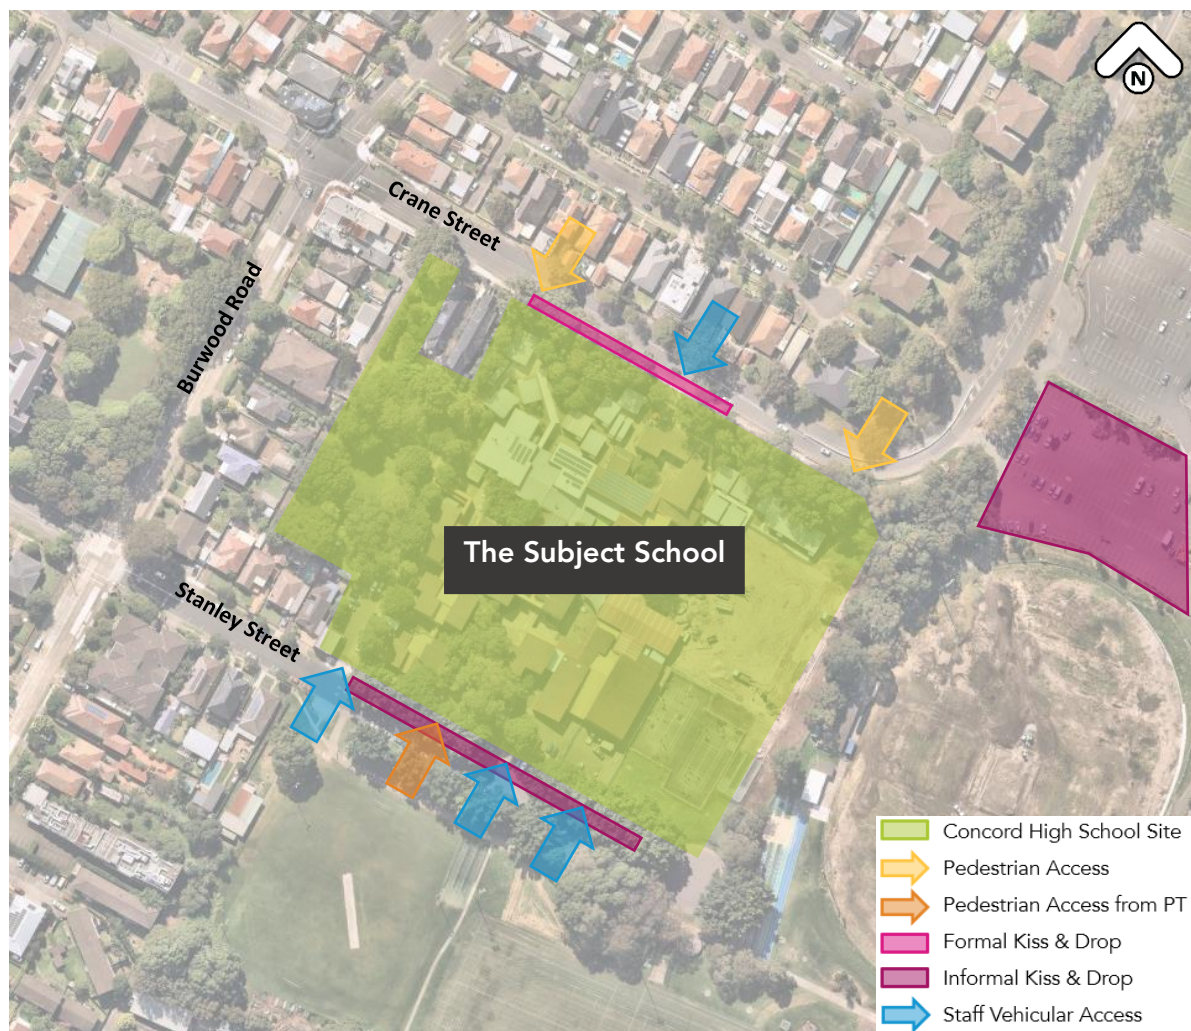 N
Crane Street
Burwood Road
The Subject School
Stanley Street
Concord High School Site
Pedestrian Access
Pedestrian Access from PT
Formal Kiss & Drop
Informal Kiss & Drop
Staff Vehicular Access